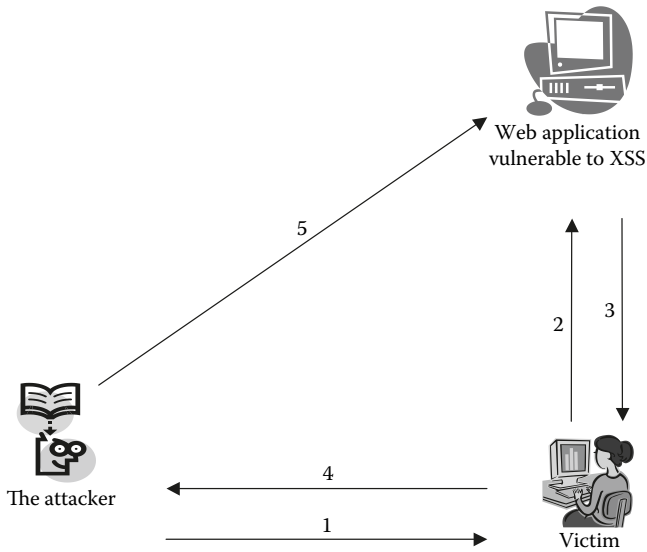 Web application
vulnerable to XSS
5
2
3
4
The attacker
1
Victim